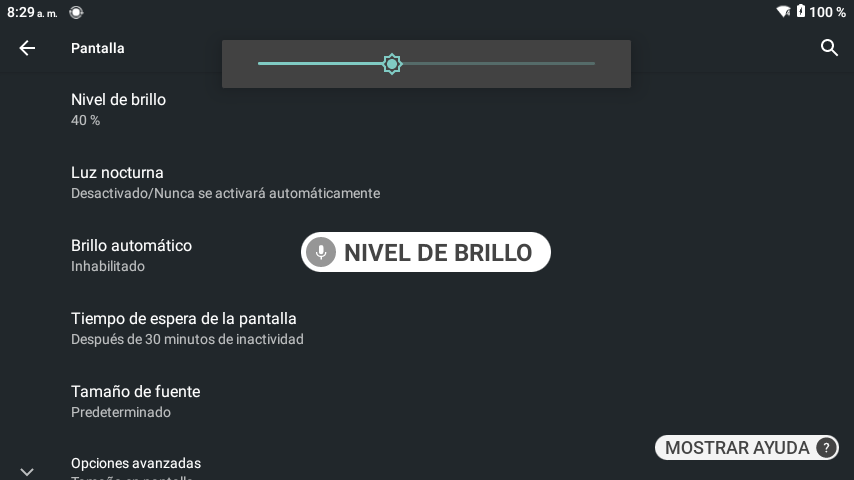 8:29 a. m.
100 %
Pantalla
Nivel de brillo
40 %
Luz nocturna
Desactivado/Nunca se activará automáticamente
Brillo automático
Inhabilitado
NIVEL DE BRILLO
Tiempo de espera de la pantalla
Después de 30 minutos de inactividad
Tamaño de fuente
Predeterminado
MOSTRAR AYUDA ?
Opciones avanzadas